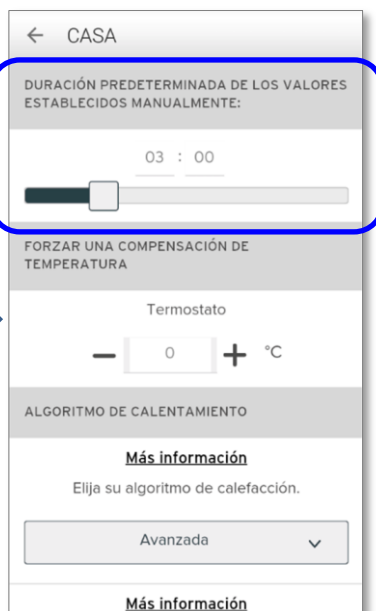 ← CASA
DURACIÓN PREDETERMINADA DE LOS VALORES
ESTABLECIDOS MANUALMENTE:
03 : 00
FORZAR UNA COMPENSACIÓN DE
TEMPERATURA
Termostato
− 0 + °C
ALGORITMO DE CALENTAMIENTO
Más información
Elija su algoritmo de calefacción.
Avanzada
Más información